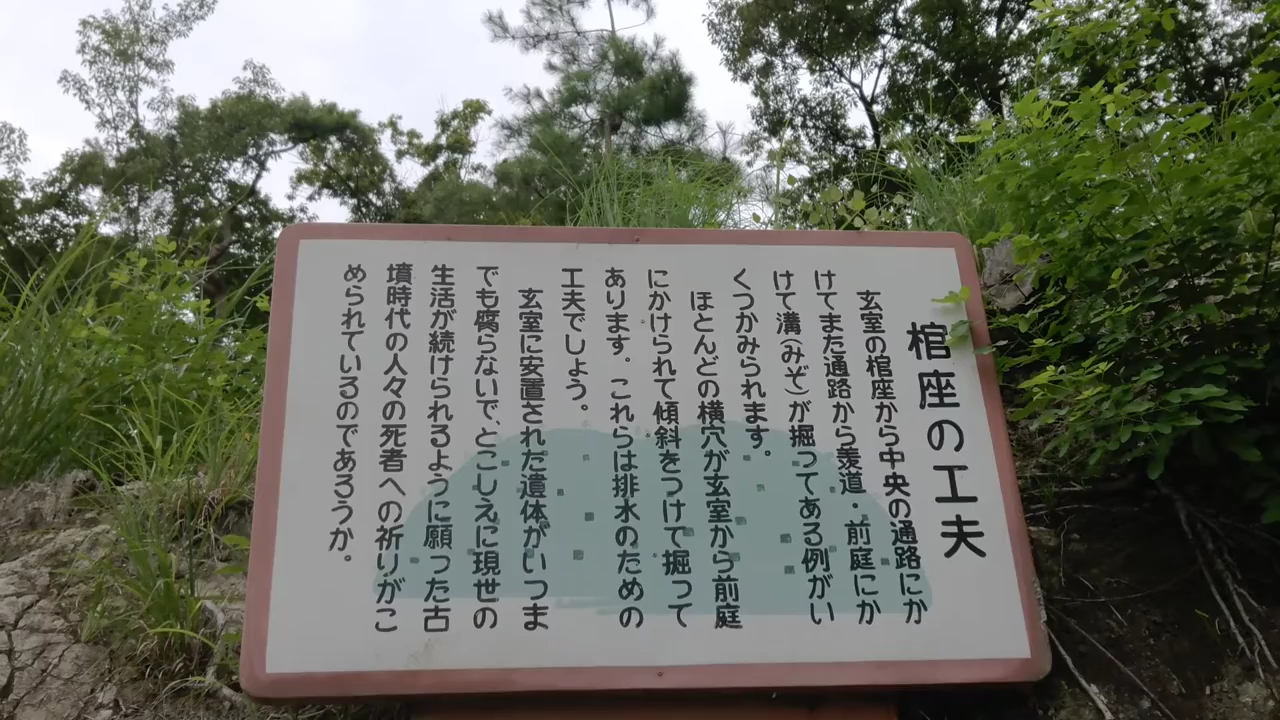 棺座の工夫
玄室の棺座から中央の通路にか
けてまた通路から羨道・前庭にか
けて溝(みぞ)が掘ってある例がい
くつかみられます。
ほとんどの横穴が玄室から前庭
にかけられて傾斜をつけて掘って
あります。これらは排水のための
工夫でしょう。
玄室に安置された遺体がいつま
でも腐らないで、とこしえに現世の
生活が続けられるように願った古
墳時代の人々の死者への祈りがこ
められているのであろうか。